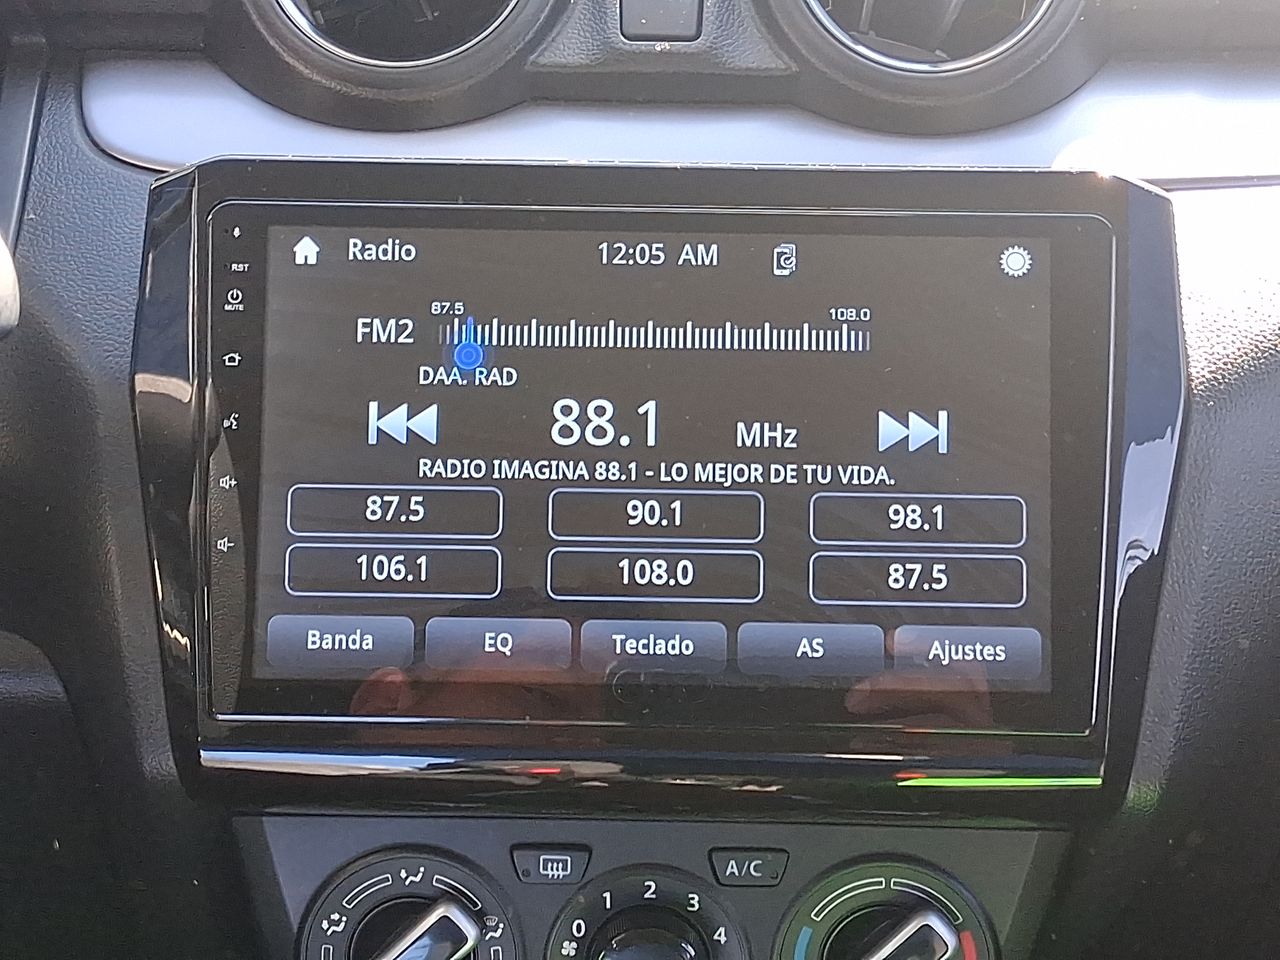 Radio
12:05 AM
RST
MUTE
87.5
108.0
FM2
DAA. RAD
88.1 MHz
RADIO IMAGINA 88.1 - LO MEJOR DE TU VIDA.
87.5
90.1
98.1
106.1
108.0
87.5
Banda
EQ
Teclado
AS
Ajustes
A/C
0 1 2 3 4